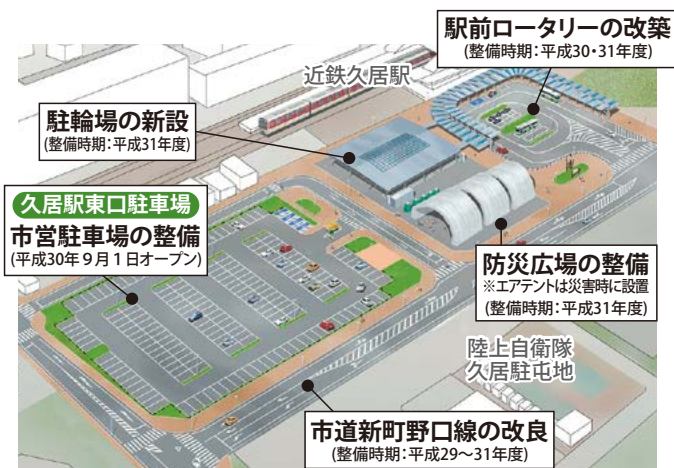 駅前ロータリーの改築
(整備時期:平成30・31年度)
近鉄久居駅
駐輪場の新設
(整備時期:平成31年度)
久居駅東口駐車場
市営駐車場の整備
(平成30年9月1日オープン)
防災広場の整備
※エアテントは災害時に設置
(整備時期:平成31年度)
陸上自衛隊
久居駐屯地
市道新町野口線の改良
(整備時期:平成29〜31年度)